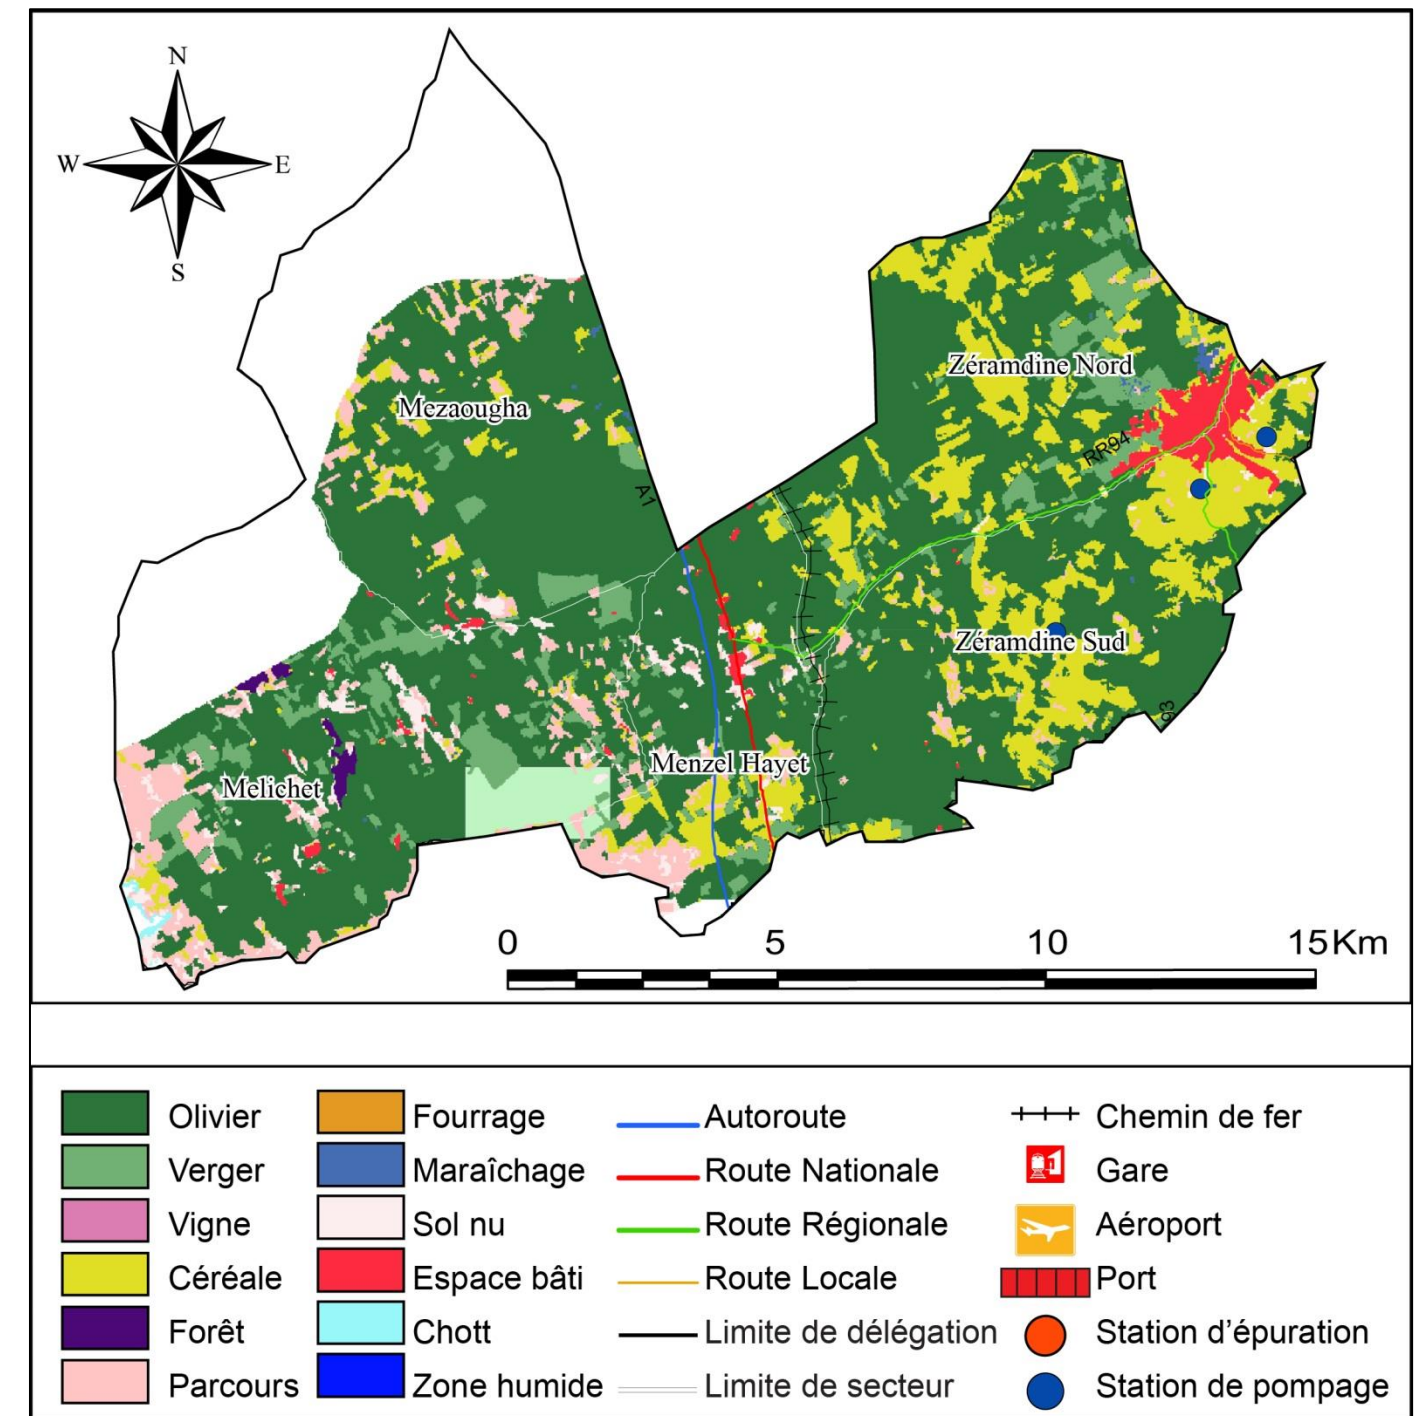 N
W E
S
Zéramdine Nord
Mezaougha
RR94
A1
Zéramdine Sud
93
Menzel Hayet
Melichet
0 5 10 15Km
Olivier Fourrage Autoroute Chemin de fer
Verger Maraîchage Route Nationale Gare
Vigne Sol nu Route Régionale Aéroport
Céréale Espace bâti Route Locale Port
Forêt Chott Limite de délégation Station d’épuration
Parcours Zone humide Limite de secteur Station de pompage